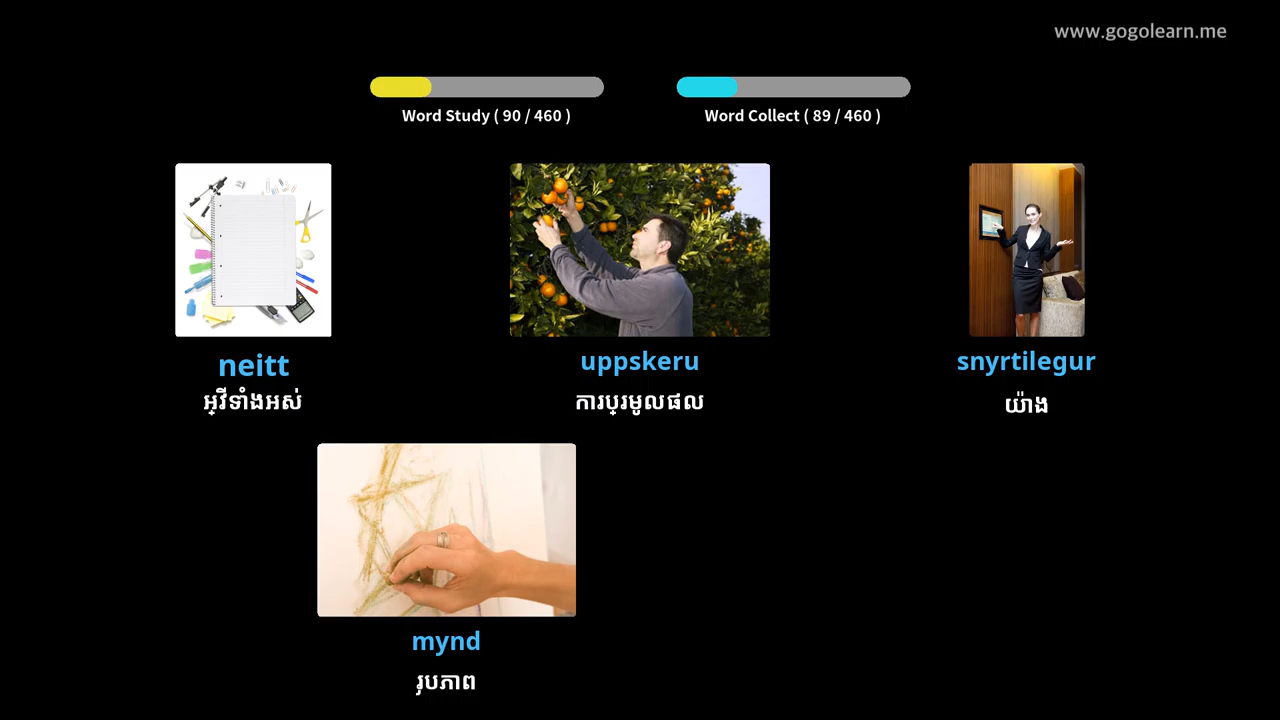 www.gogolearn.me
Word Study ( 90 / 460 )
Word Collect ( 89 / 460 )
neitt
អ្វីទាំងអស់
uppskeru
ការប្រមូលផល
snyrtilegur
យ៉ាង
mynd
រូបភាព